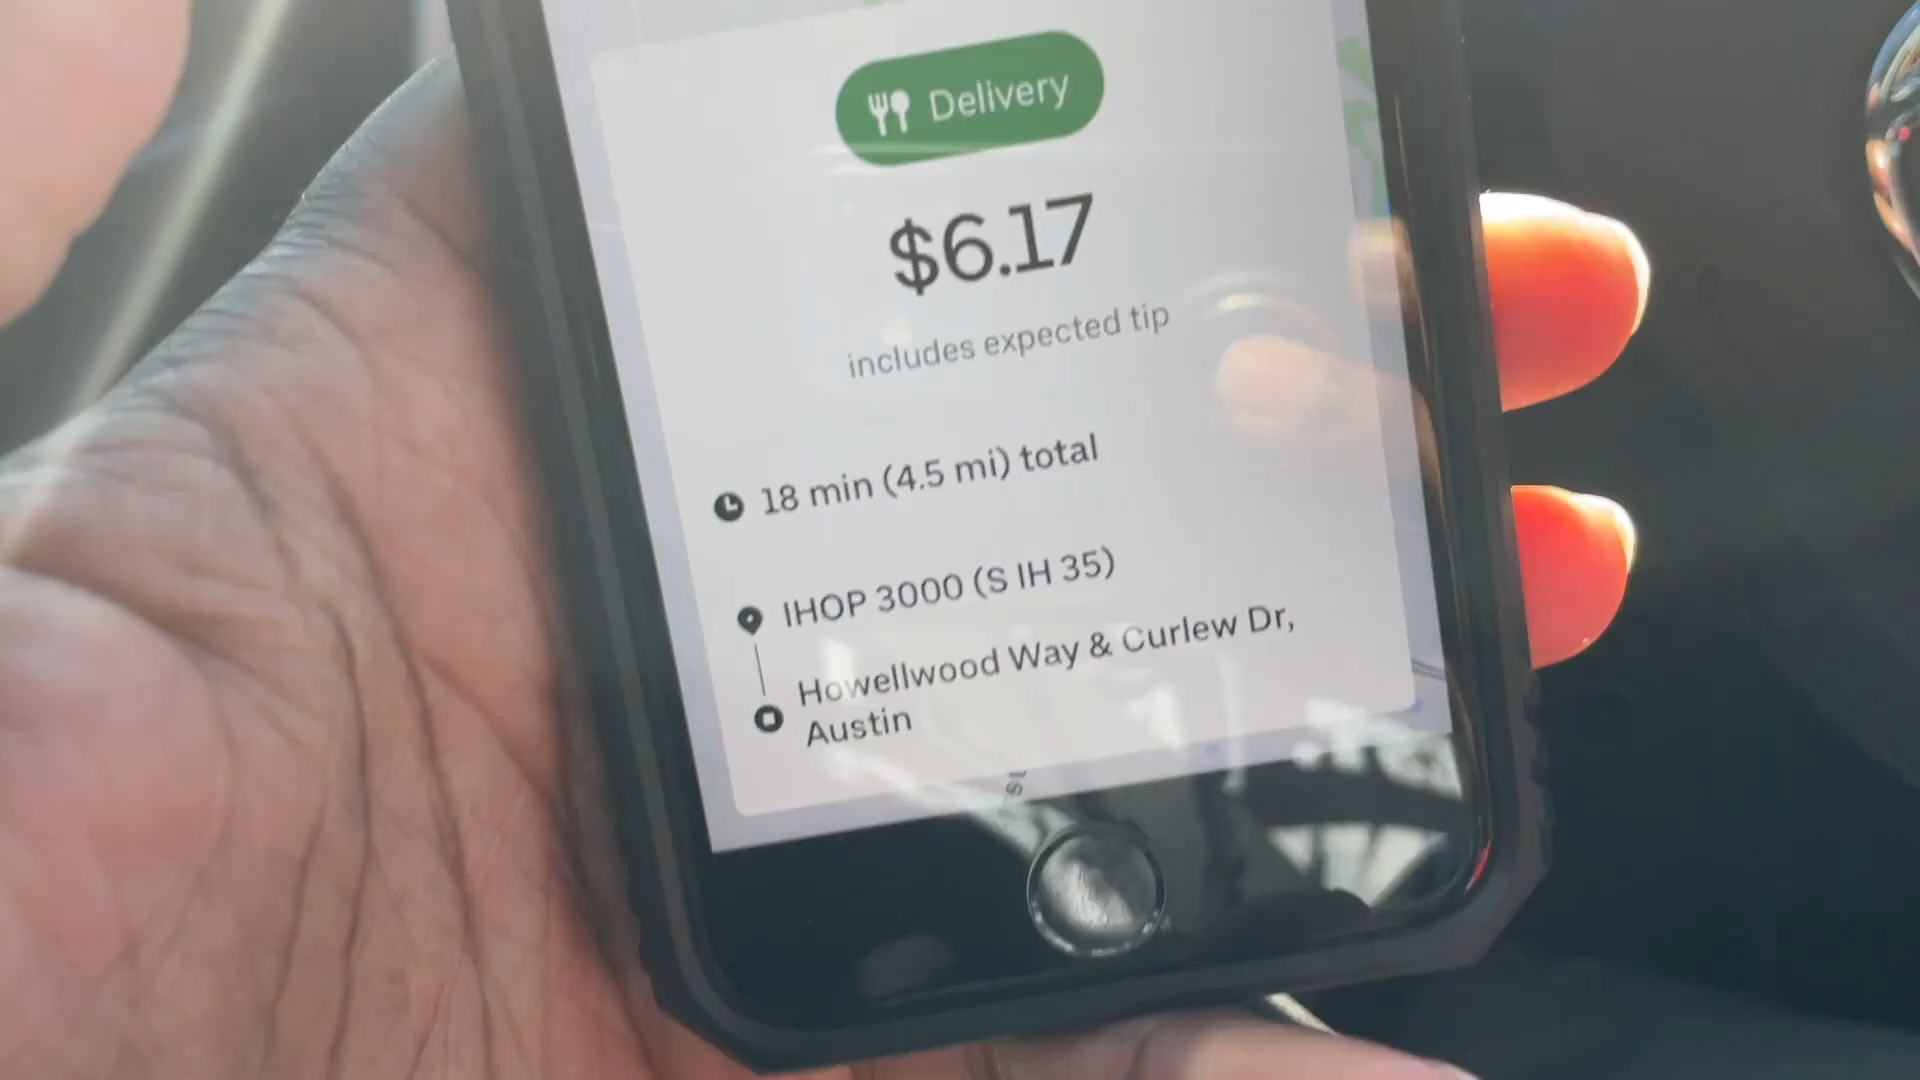 Delivery
$6.17
includes expected tip
18 min (4.5 mi) total
IHOP 3000 (S IH 35)
Howellwood Way & Curlew Dr,
Austin